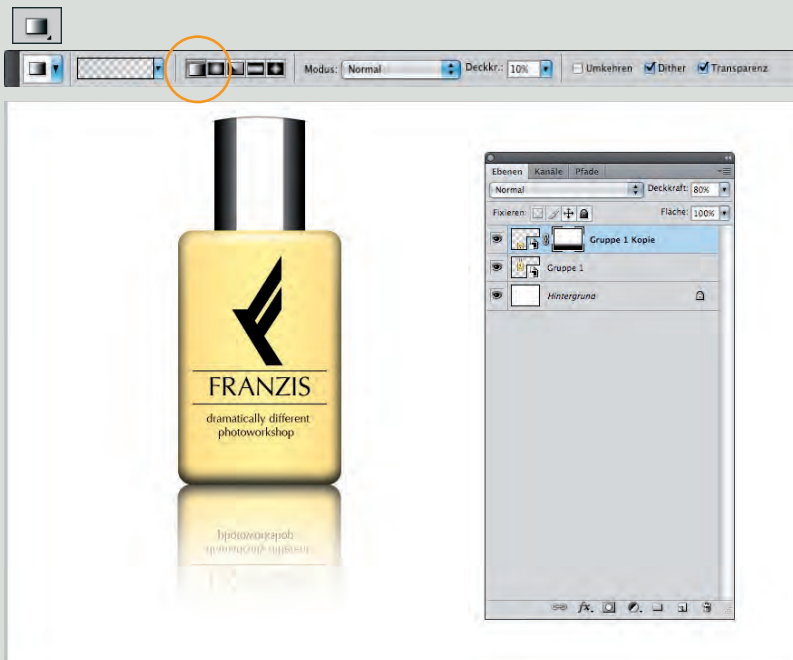 Modus: Normal Deckkr.: 10% Umkehren Dither Transparenz
FRANZIS
dramatically different
photoworkshop
Ebenen Kanäle Pfade
Normal Deckkraft: 80%
Fixieren: Fläche: 100%
Gruppe 1 Kopie
Gruppe 1
Hintergrund
fx.